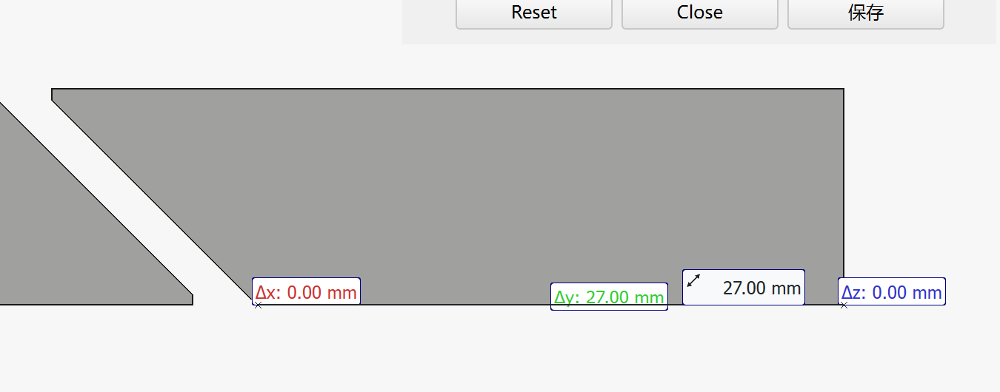 Reset
Close
保存
Δx: 0.00 mm
Δy: 27.00 mm
27.00 mm
Δz: 0.00 mm